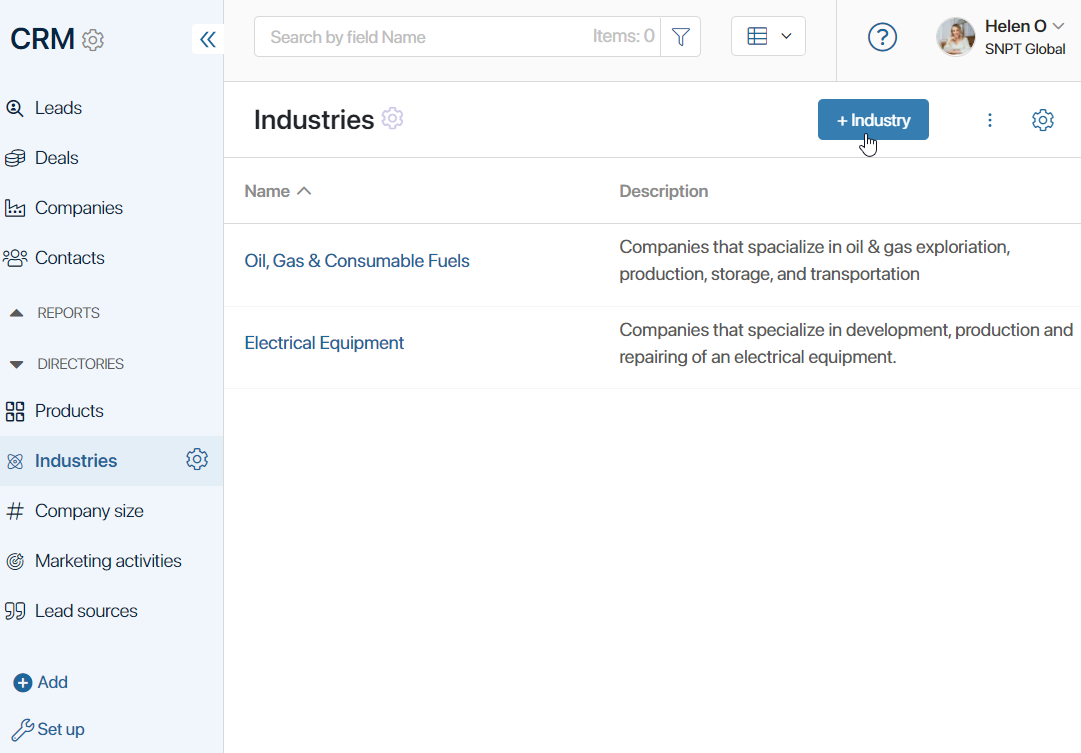 CRM
Search by field Name
Items: 0
?
Helen O
SNPT Global
Leads
Deals
Companies
Contacts
REPORTS
DIRECTORIES
Products
Industries
Company size
Marketing activities
Lead sources
Add
Set up
Industries
+ Industry
Name
Description
Oil, Gas & Consumable Fuels
Companies that spacialize in oil & gas exploriation,
production, storage, and transportation
Electrical Equipment
Companies that specialize in development, production and
repairing of an electrical equipment.